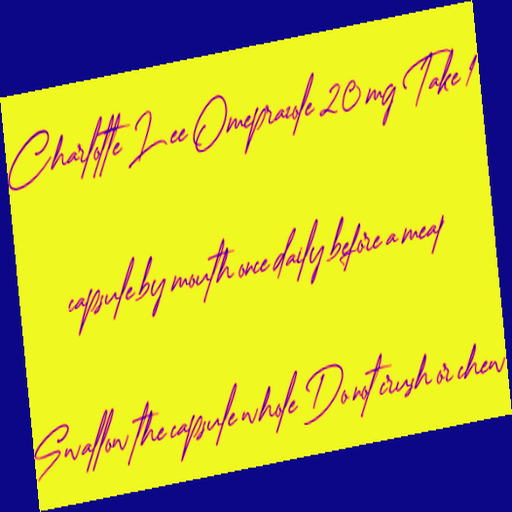 Charlotte Lee Omeprazole 20 mg Take 1
capsule by mouth once daily before a meal
Swallow the capsule whole Do not crush or chew